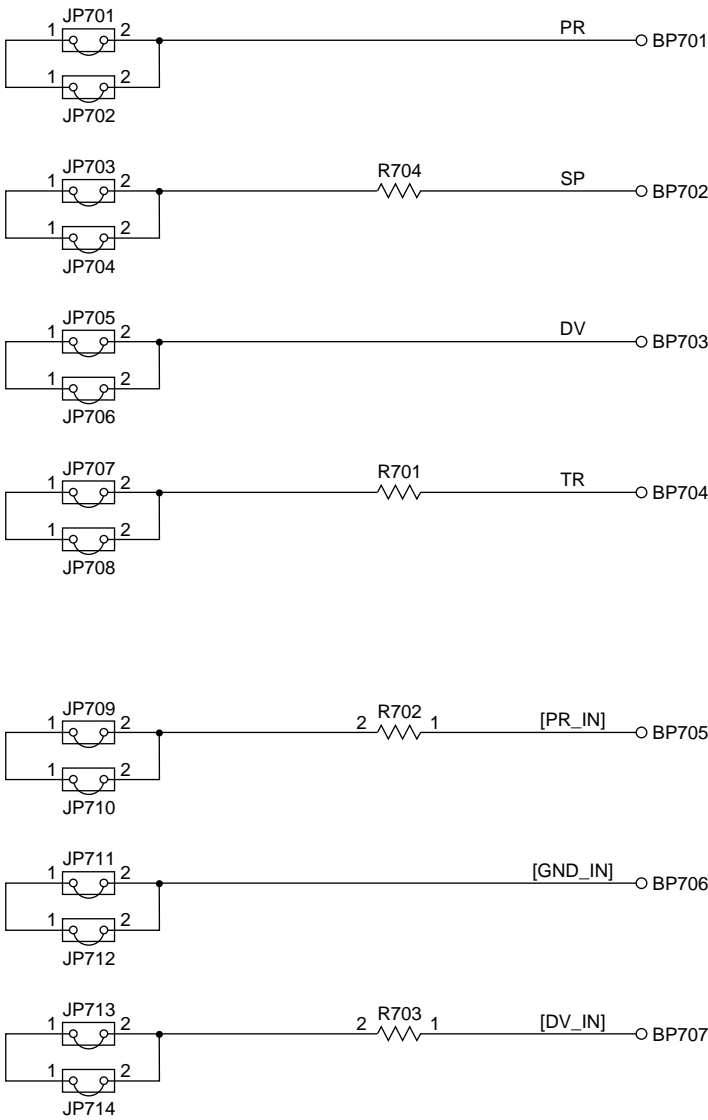 JP701
1 2 PR BP701
1 2
JP702
JP703
1 2 R704 SP BP702
1 2
JP704
JP705
1 2 DV BP703
1 2
JP706
JP707
1 2 R701 TR BP704
1 2
JP708
JP709
1 2 2 R702 1 [PR_IN] BP705
1 2
JP710
JP711
1 2 [GND_IN] BP706
1 2
JP712
JP713
1 2 2 R703 1 [DV_IN] BP707
1 2
JP714